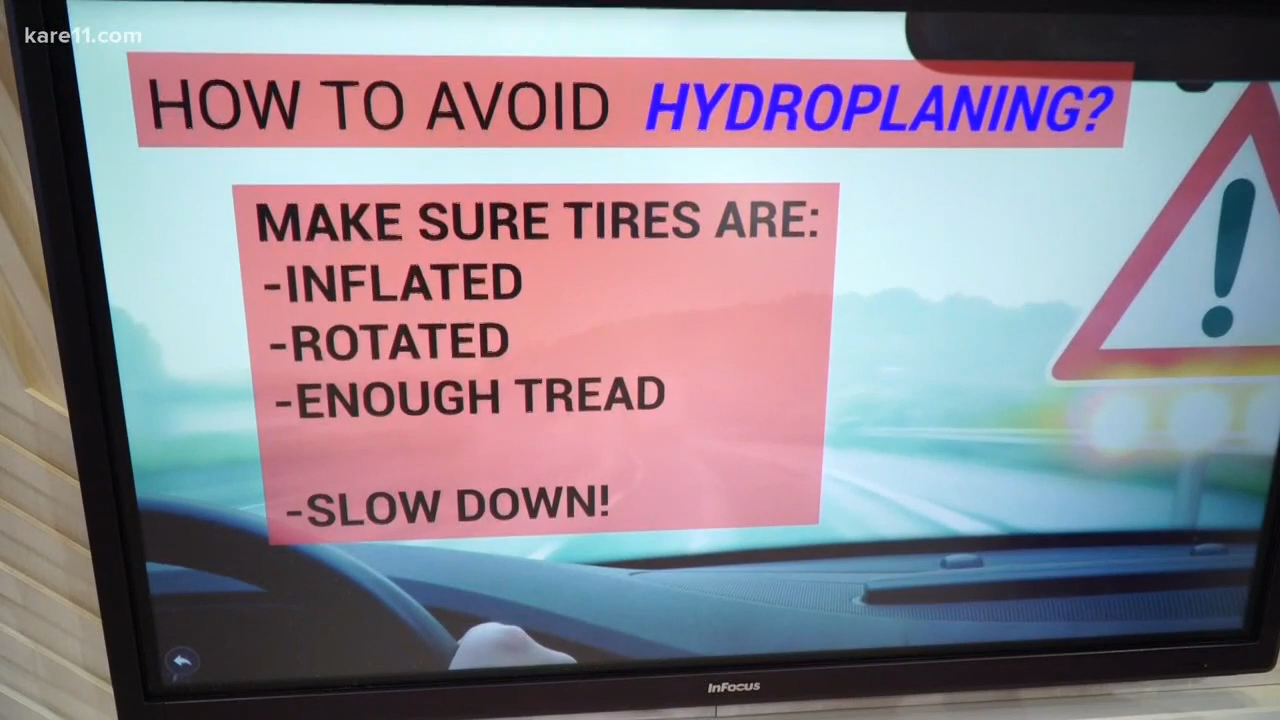 kare11.com
HOW TO AVOID HYDROPLANING?
MAKE SURE TIRES ARE:
-INFLATED
-ROTATED
-ENOUGH TREAD
-SLOW DOWN!
InFocus